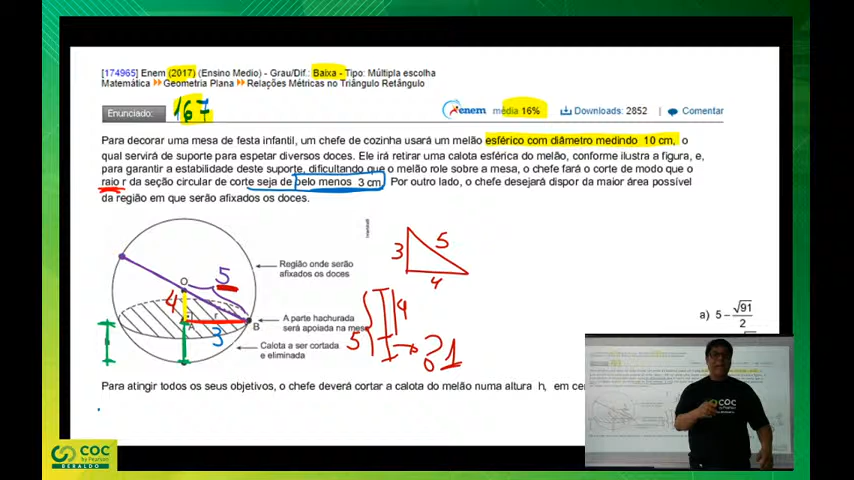 [174965] Enem (2017) (Ensino Medio) - Grau/Dif.: Baixa - Tipo: Múltipla escolha
Matemática Geometria Plana Relações Métricas no Triângulo Retângulo
Enunciado:
167
enem
média 16%
Downloads: 2852
Comentar
Para decorar uma mesa de festa infantil, um chefe de cozinha usará um melão esférico com diâmetro medindo 10 cm, o
qual servirá de suporte para espetar diversos doces. Ele irá retirar uma calota esférica do melão, conforme ilustra a figura, e,
para garantir a estabilidade deste suporte, dificultando que o melão role sobre a mesa, o chefe fará o corte de modo que o
raio r da seção circular de corte seja de pelo menos 3 cm. Por outro lado, o chefe desejará dispor da maior área possível
da região em que serão afixados os doces.
O
5
4
r
A
B
3
Região onde serão
afixados os doces
A parte hachurada
será apoiada na mesa
Calota a ser cortada
e eliminada
3
5
4
4
5
?
1
a) 5 - √91
2
Para atingir todos os seus objetivos, o chefe deverá cortar a calota do melão numa altura h, em ce
COC
by Pearson
BERALDO
COC